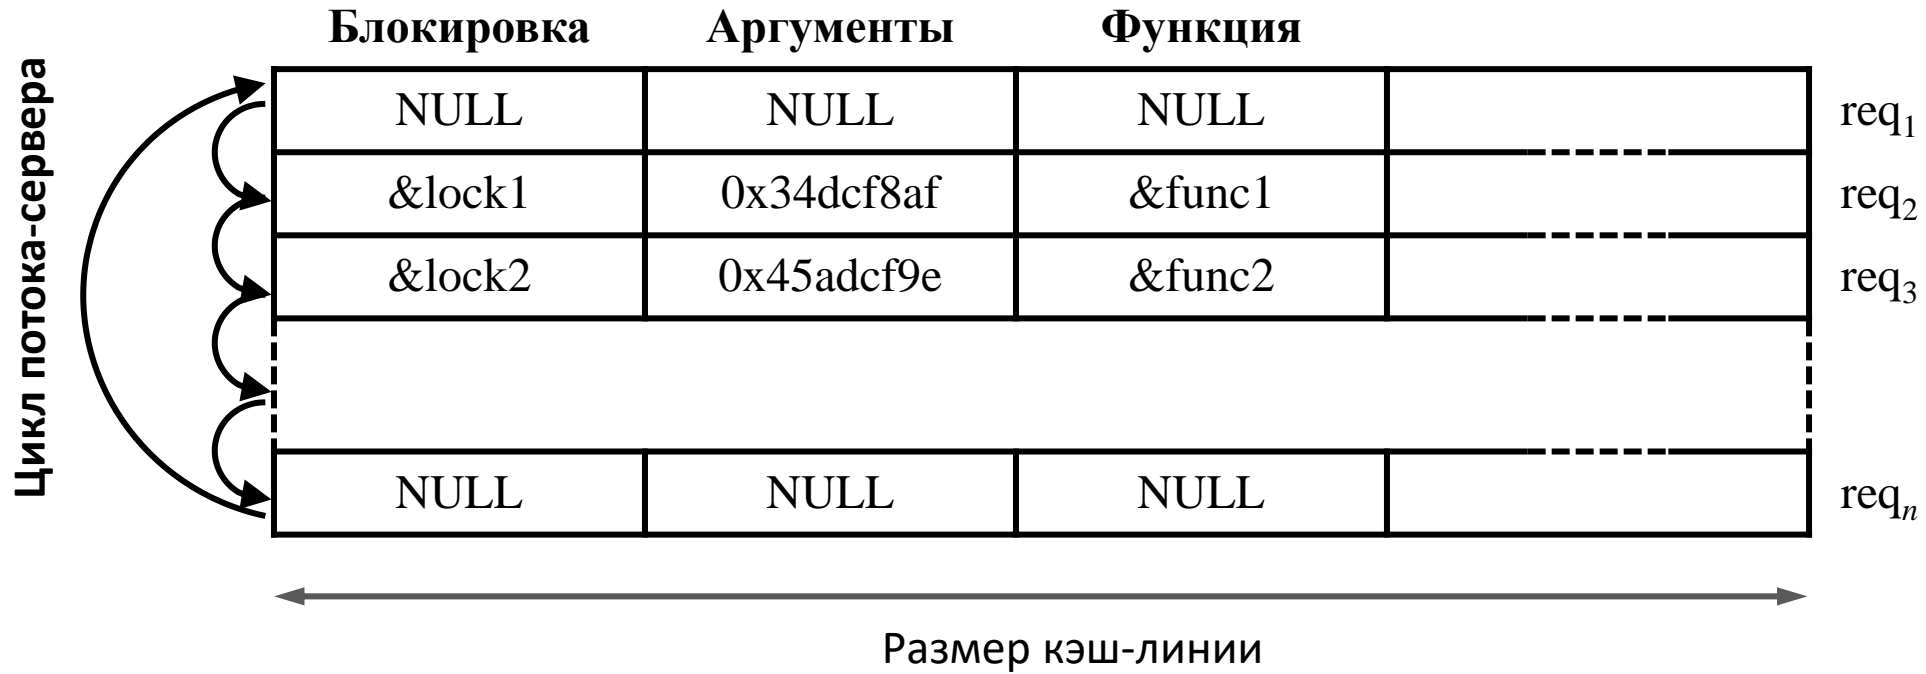 Блокировка Аргументы Функция
Цикл потока-сервера
NULL NULL NULL req1
&lock1 0x34dcf8af &func1 req2
&lock2 0x45adcf9e &func2 req3
NULL NULL NULL reqn
Размер кэш-линии